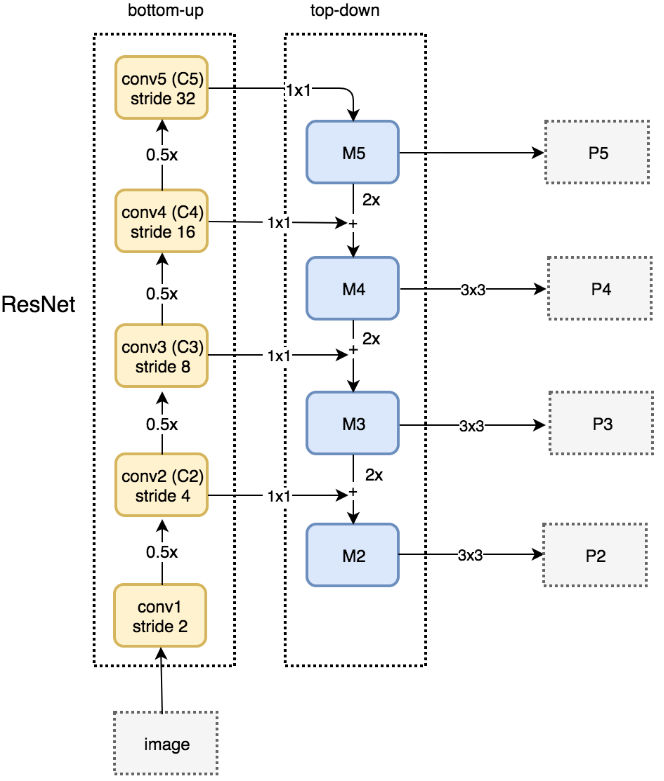 bottom-up
top-down
conv5 (C5)
stride 32
1x1
M5
P5
0.5x
2x
conv4 (C4)
stride 16
1x1
+
M4
3x3
P4
0.5x
ResNet
2x
conv3 (C3)
stride 8
1x1
+
M3
3x3
P3
0.5x
2x
conv2 (C2)
stride 4
1x1
+
M2
3x3
P2
0.5x
conv1
stride 2
image